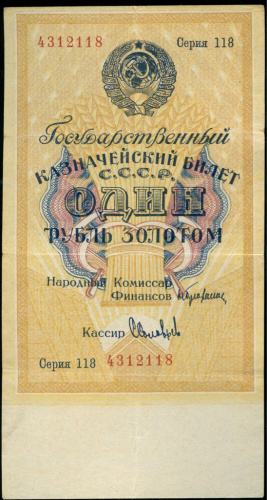 4312118 Серия 118
Государственный
КАЗНАЧЕЙСКИЙ БИЛЕТ
С.С.С.Р.
ОДИН
РУБЛЬ ЗОЛОТОМ
Народный Комиссар
Финансов
Кассир
Серия 118 4312118